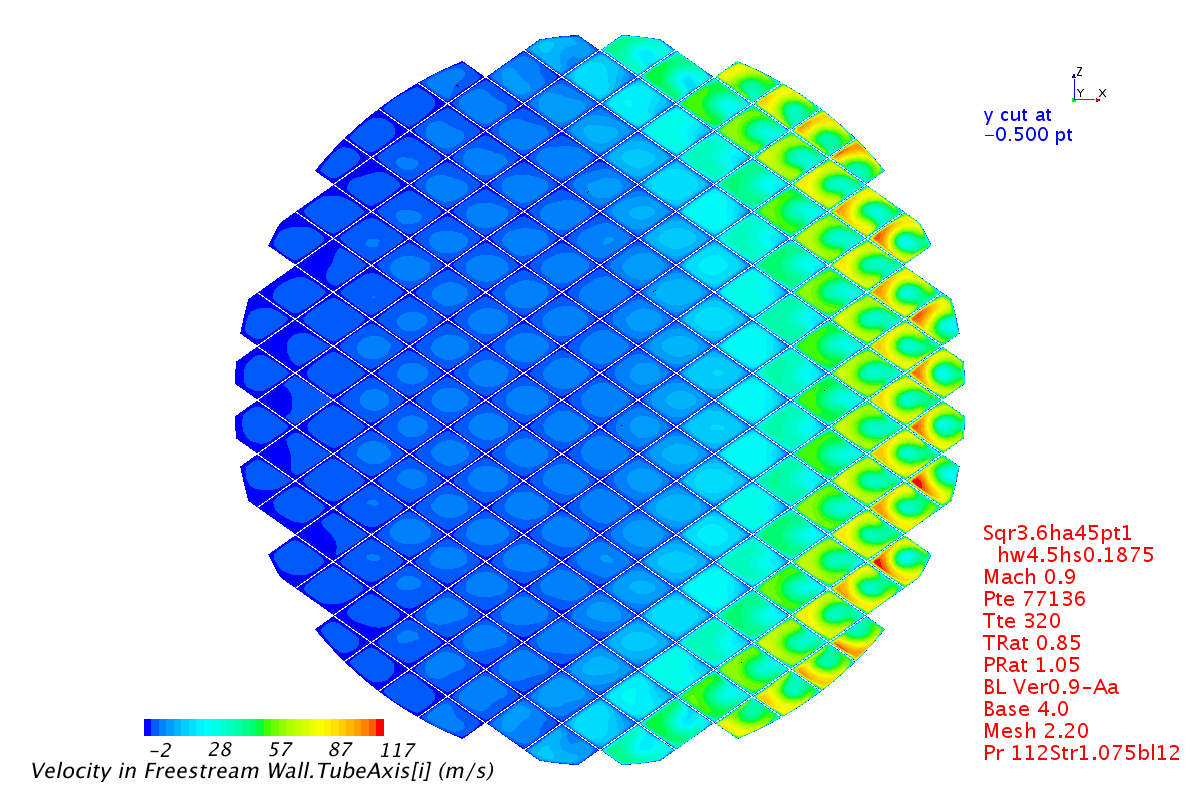 Z
Y X
y cut at
−0.500 pt
Sqr3.6ha45pt1
hw4.5hs0.1875
Mach 0.9
Pte 77136
Tte 320
TRat 0.85
PRat 1.05
BL Ver0.9−Aa
Base 4.0
Mesh 2.20
Pr 112Str1.075bl12
−2 28 57 87 117
Velocity in Freestream Wall.TubeAxis[i] (m/s)